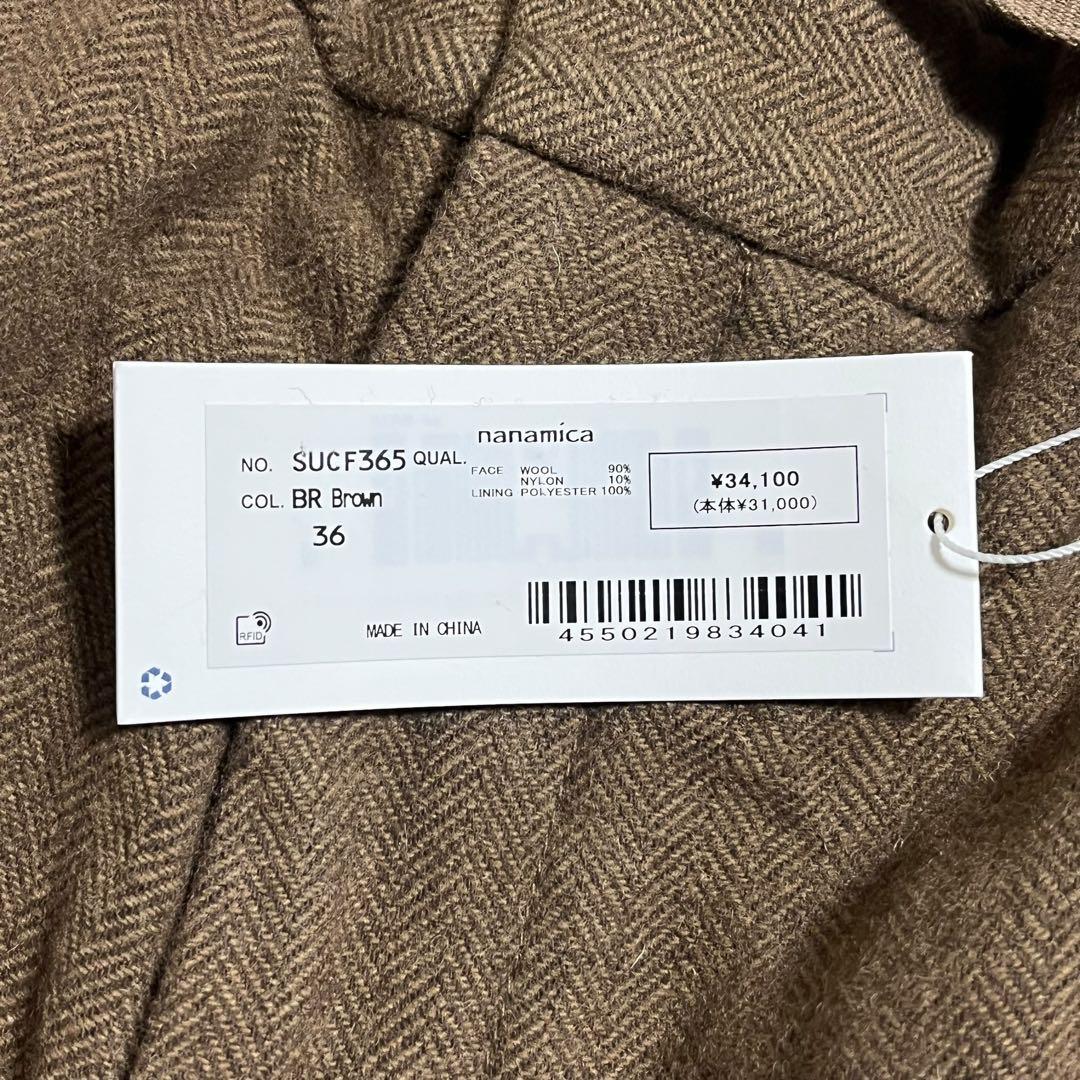 nanamica
NO. SUCF365 QUAL.
FACE WOOL 90%
NYLON 10%
LINING POLYESTER 100%
COL. BR Brown
36
¥34,100
(本体¥31,000)
RFID
MADE IN CHINA
4550219834041